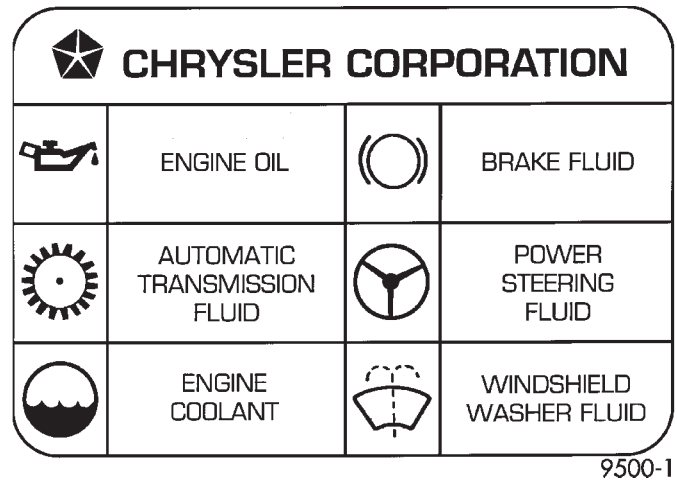 CHRYSLER CORPORATION
ENGINE OIL
BRAKE FLUID
AUTOMATIC
TRANSMISSION
FLUID
POWER
STEERING
FLUID
ENGINE
COOLANT
WINDSHIELD
WASHER FLUID
9500-1